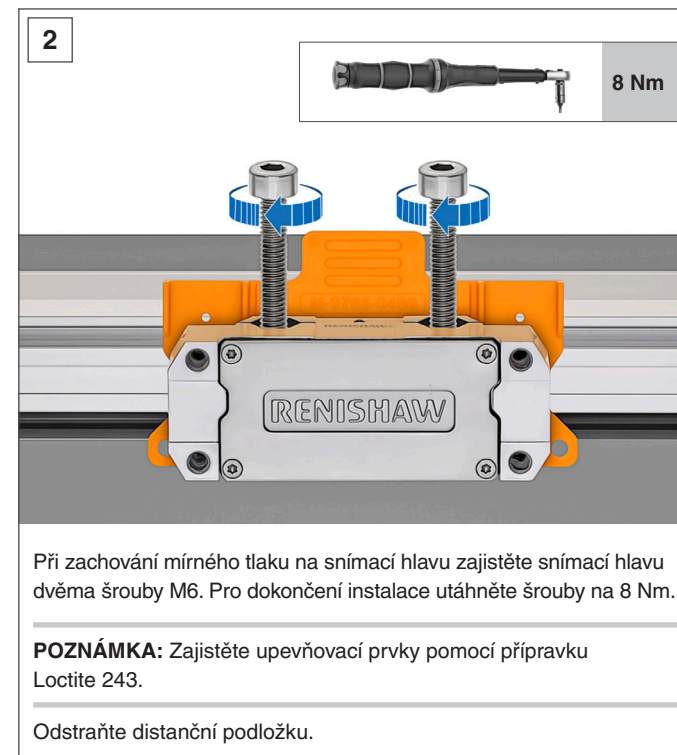 2
8 Nm
RENISHAW
RENISHAW
Při zachování mírného tlaku na snímací hlavu zajistěte snímací hlavu
dvěma šrouby M6. Pro dokončení instalace utáhněte šrouby na 8 Nm.
POZNÁMKA: Zajistěte upevňovací prvky pomocí přípravku
Loctite 243.
Odstraňte distanční podložku.